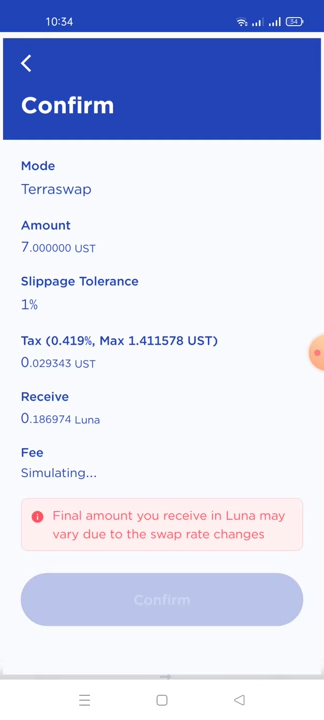 10:34
54
Confirm
Mode
Terraswap
Amount
7.000000 UST
Slippage Tolerance
1%
Tax (0.419%, Max 1.411578 UST)
0.029343 UST
Receive
0.186974 Luna
Fee
Simulating...
Final amount you receive in Luna may
vary due to the swap rate changes
Confirm